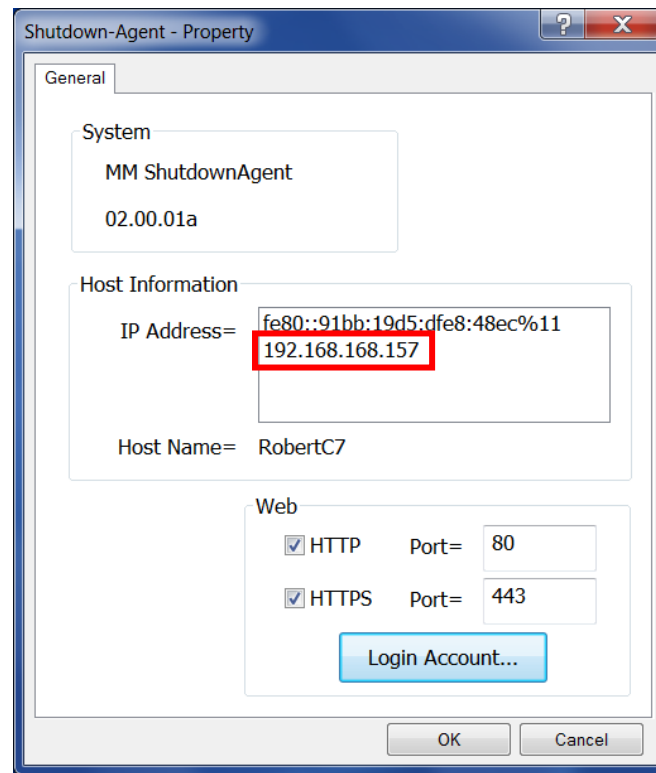 Shutdown-Agent - Property
General
System
MM ShutdownAgent
02.00.01a
Host Information
IP Address=
fe80::91bb:19d5:dfe8:48ec%11
192.168.168.157
Host Name= RobertC7
Web
HTTP Port= 80
HTTPS Port= 443
Login Account...
OK Cancel